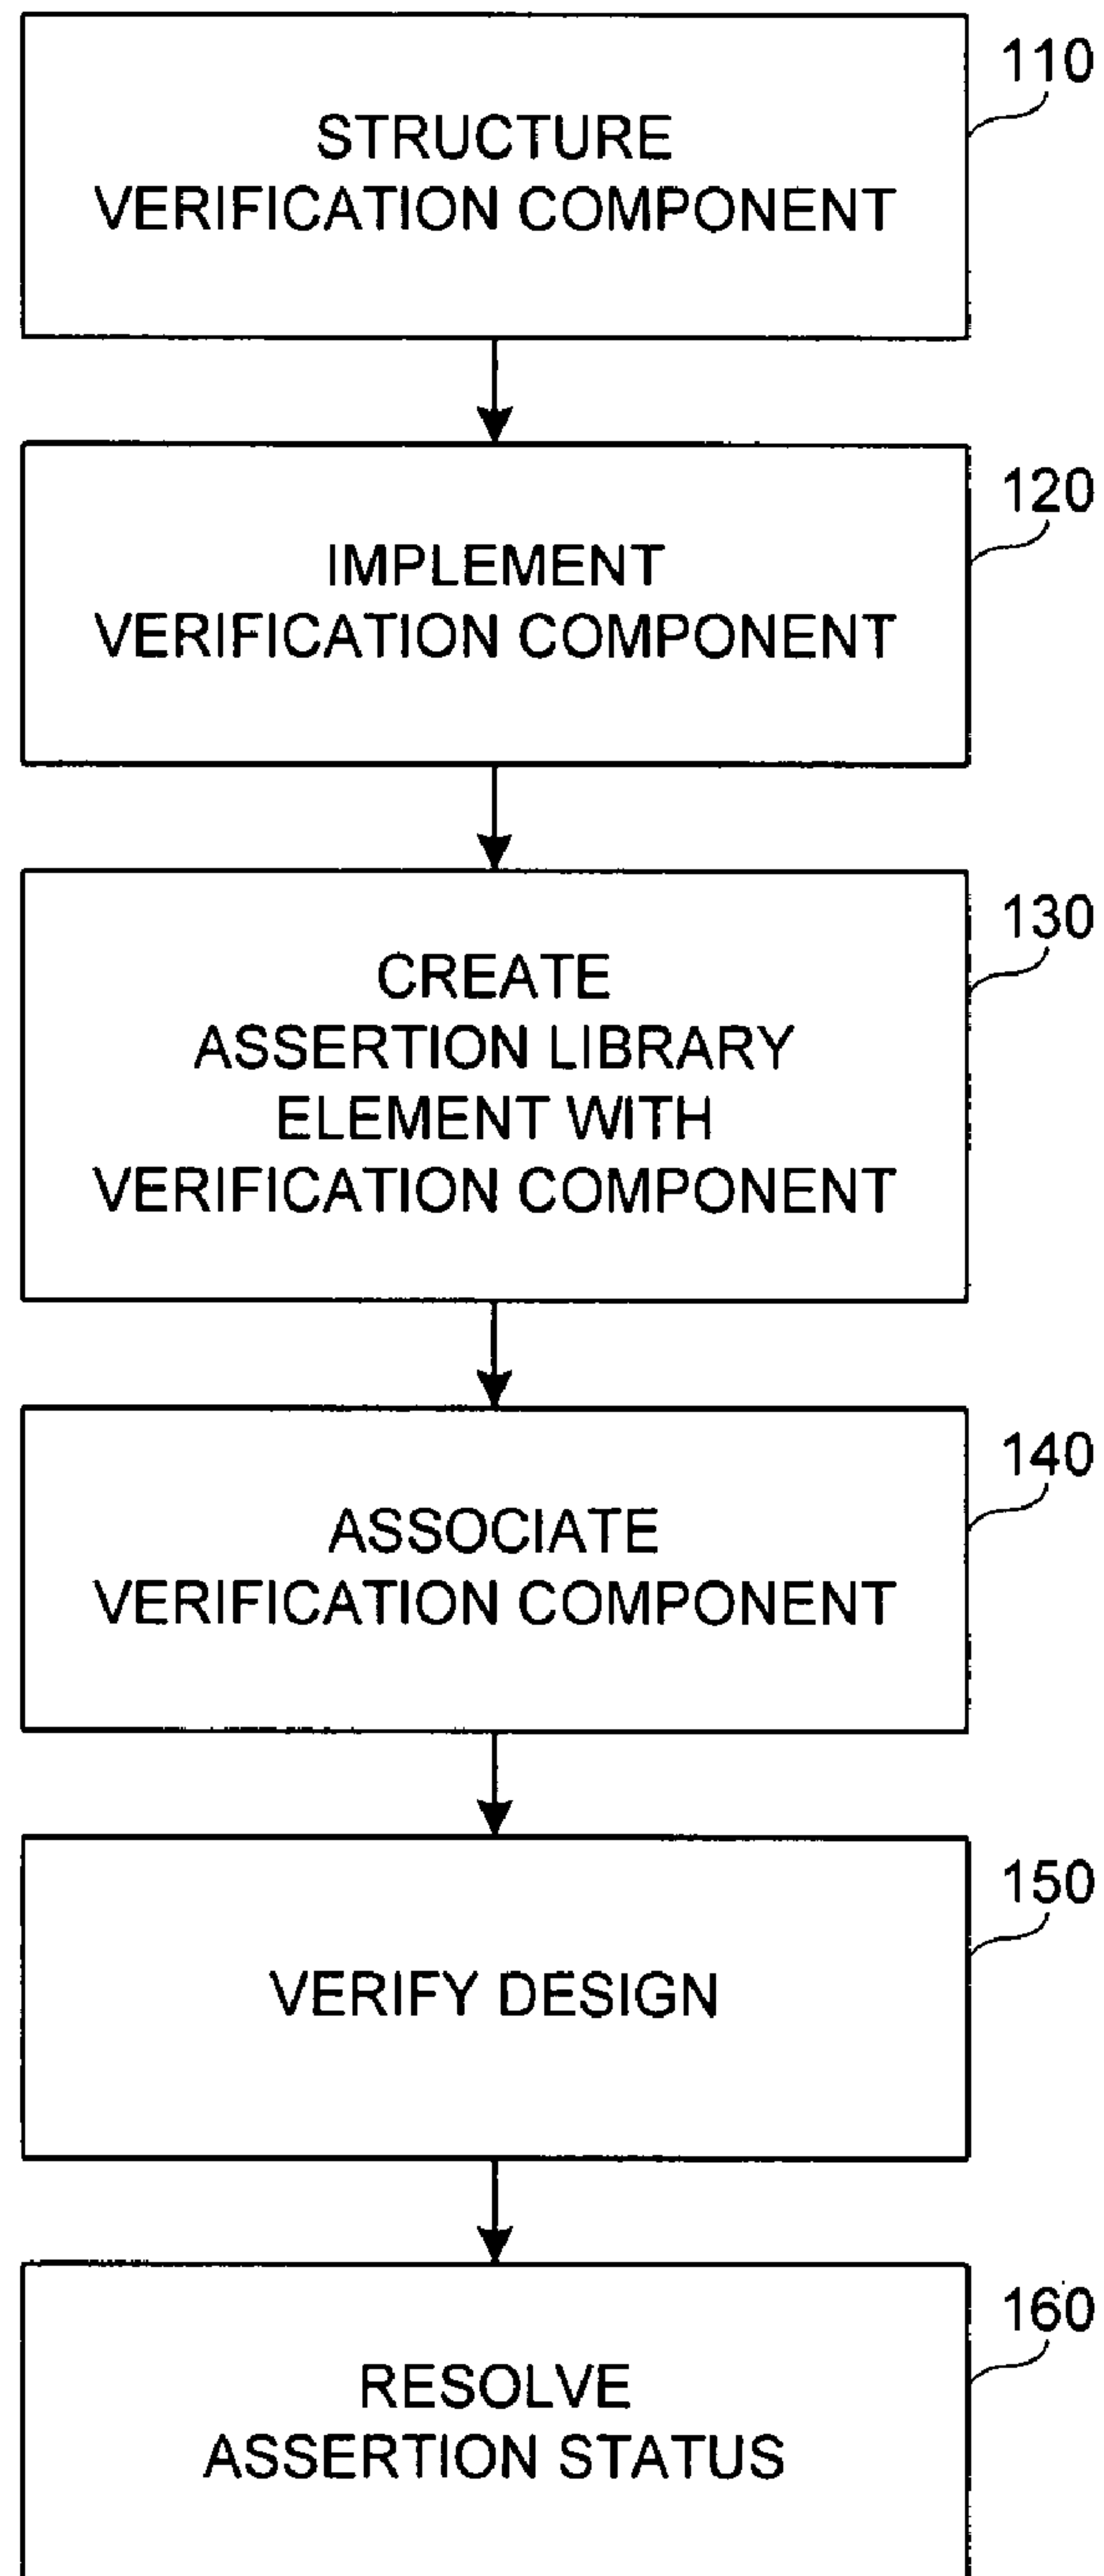 110
STRUCTURE
VERIFICATION COMPONENT
120
IMPLEMENT
VERIFICATION COMPONENT
130
CREATE
ASSERTION LIBRARY
ELEMENT WITH
VERIFICATION COMPONENT
140
ASSOCIATE
VERIFICATION COMPONENT
150
VERIFY DESIGN
160
RESOLVE
ASSERTION STATUS